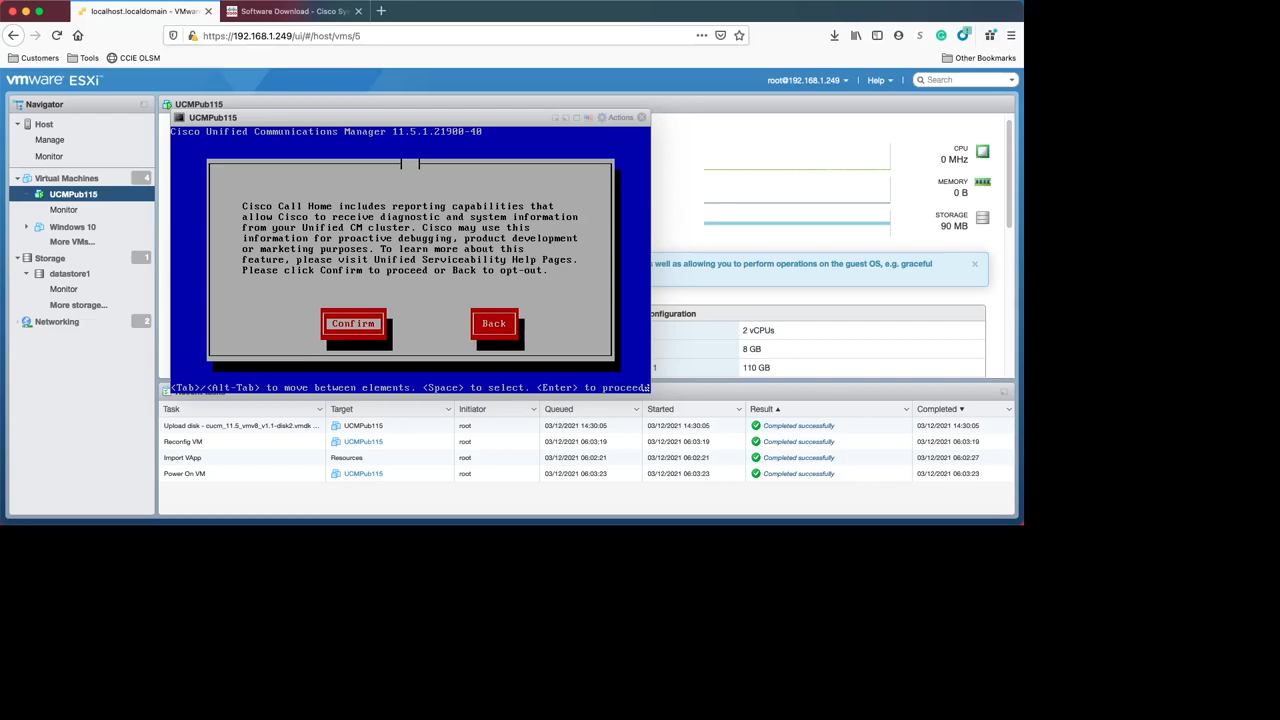 localhost.localdomain - VMwa
Software Download - Cisco Sy
https://192.168.1.249/ui/#/host/vms/5
Customers
Tools
CCIE OLSM
Other Bookmarks
vmware ESXi™
root@192.168.1.249
Help
Search
Navigator
Host
Manage
Monitor
Virtual Machines
4
UCMPub115
Monitor
Windows 10
More VMs...
Storage
1
datastore1
Monitor
More storage...
Networking
2
UCMPub115
UCMPub115
Actions
Cisco Unified Communications Manager 11.5.1.21900-40
Cisco Call Home includes reporting capabilities that
allow Cisco to receive diagnostic and system information
from your Unified CM cluster. Cisco may use this
information for proactive debugging, product development
or marketing purposes. To learn more about this
feature, please visit Unified Serviceability Help Pages.
Please click Confirm to proceed or Back to opt-out.
Confirm
Back
<Tab>/<Alt-Tab> to move between elements. <Space> to select. <Enter> to proceed
CPU
0 MHz
MEMORY
0 B
STORAGE
90 MB
well as allowing you to perform operations on the guest OS, e.g. graceful
onfiguration
2 vCPUs
8 GB
1
110 GB
Task
Target
Initiator
Queued
Started
Result
Completed
Upload disk - cucm_11.5_vmv8_v1.1-disk2.vmdk ...
UCMPub115
root
03/12/2021 14:30:05
03/12/2021 14:30:05
Completed successfully
03/12/2021 14:30:05
Reconfig VM
UCMPub115
root
03/12/2021 06:03:19
03/12/2021 06:03:19
Completed successfully
03/12/2021 06:03:19
Import VApp
Resources
root
03/12/2021 06:02:21
03/12/2021 06:02:21
Completed successfully
03/12/2021 06:02:27
Power On VM
UCMPub115
root
03/12/2021 06:03:23
03/12/2021 06:03:23
Completed successfully
03/12/2021 06:03:23